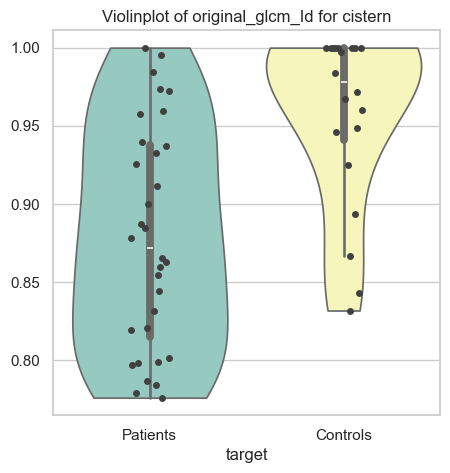 Violinplot of original_glcm_Id for cistern
1.00
0.95
0.90
0.85
0.80
Patients Controls
target